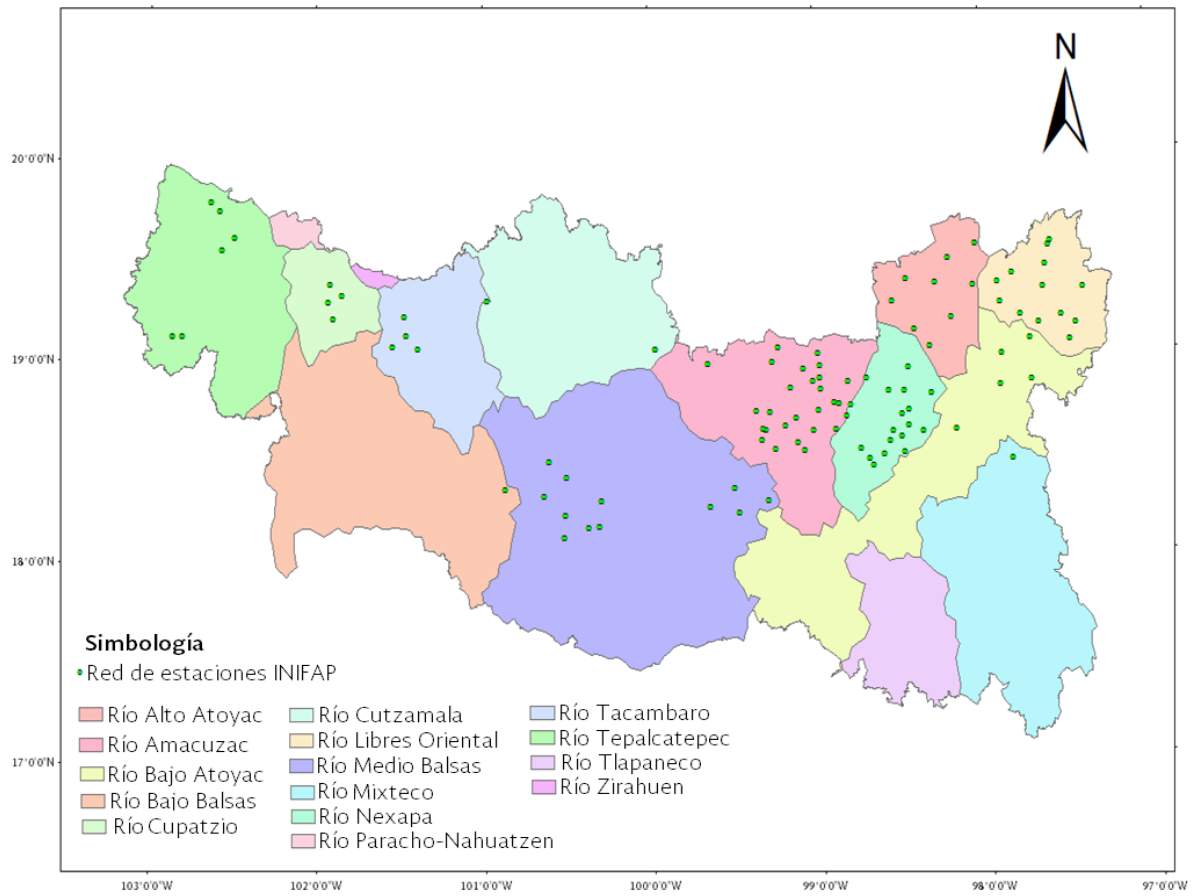 N
20°0'0"N
19°0'0"N
18°0'0"N
17°0'0"N
Simbología
Red de estaciones INIFAP
Río Alto Atoyac
Río Amacuzac
Río Bajo Atoyac
Río Bajo Balsas
Río Cupatzio
Río Cutzamala
Río Libres Oriental
Río Medio Balsas
Río Mixteco
Río Nexapa
Río Paracho-Nahuatzen
Río Tacambaro
Río Tepalcatepec
Río Tlapaneco
Río Zirahuen
103°0'0"W 102°0'0"W 101°0'0"W 100°0'0"W 99°0'0"W 98°0'0"W 97°0'0"W